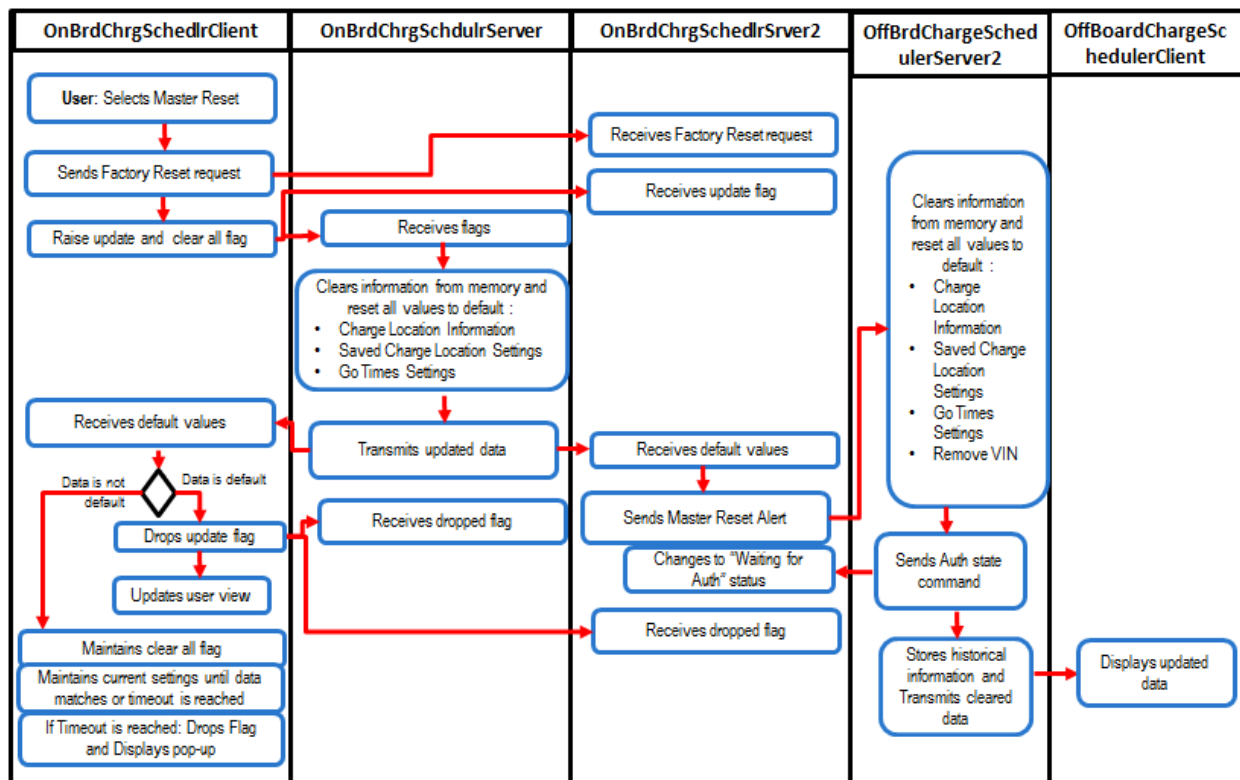 OnBrdChrgSchedlrClient
OnBrdChrgSchdulrServer
OnBrdChrgSchedlrSrver2
OffBrdChargeSched
ulerServer2
OffBoardChargeSc
hedulerClient
User: Selects Master Reset
Sends Factory Reset request
Raise update and clear all flag
Receives default values
Data is not
default
Data is default
Drops update flag
Updates user view
Maintains clear all flag
Maintains current settings until data
matches or timeout is reached
If Timeout is reached: Drops Flag
and Displays pop-up
Receives flags
Clears information from memory and
reset all values to default :
• Charge Location Information
• Saved Charge Location Settings
• Go Times Settings
Transmits updated data
Receives dropped flag
Receives Factory Reset request
Receives update flag
Receives default values
Sends Master Reset Alert
Changes to “Waiting for
Auth” status
Receives dropped flag
Clears information
from memory and
reset all values to
default :
• Charge
Location
Information
• Saved Charge
Location
Settings
• Go Times
Settings
• Remove VIN
Sends Auth state
command
Stores historical
information and
Transmits cleared
data
Displays updated
data